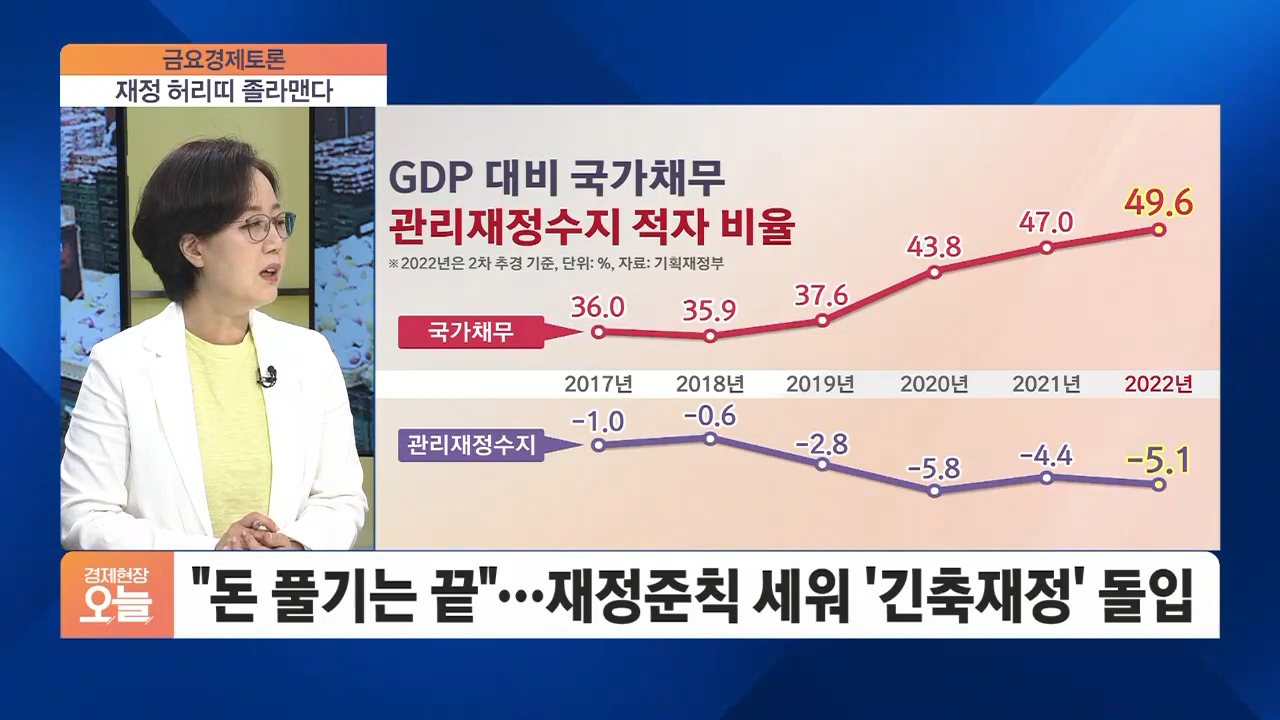 금요경제토론
재정 허리띠 졸라맨다
GDP 대비 국가채무
관리재정수지 적자 비율
※2022년은 2차 추경 기준, 단위: %, 자료: 기획재정부
36.0 35.9 37.6 43.8 47.0 49.6
국가채무
2017년 2018년 2019년 2020년 2021년 2022년
-1.0 -0.6 -2.8 -5.8 -4.4 -5.1
관리재정수지
경제현장
오늘
"돈 풀기는 끝"…재정준칙 세워 '긴축재정' 돌입